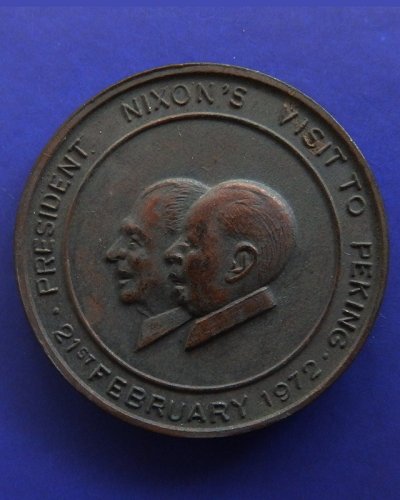 · PRESIDENT NIXON'S VISIT TO PEKING ·
21ST FEBRUARY 1972